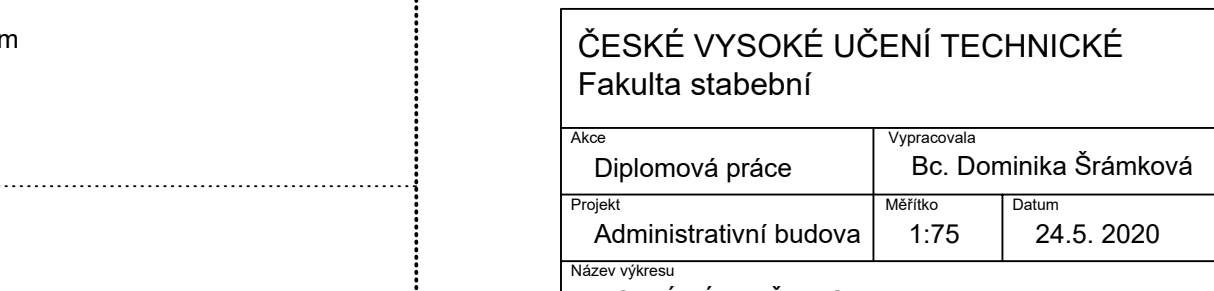 m
ČESKÉ VYSOKÉ UČENÍ TECHNICKÉ
Fakulta stabební
Akce
Vypracovala
Diplomová práce
Bc. Dominika Šrámková
Projekt
Měřítko
Datum
Administrativní budova
1:75
24.5. 2020
Název výkresu